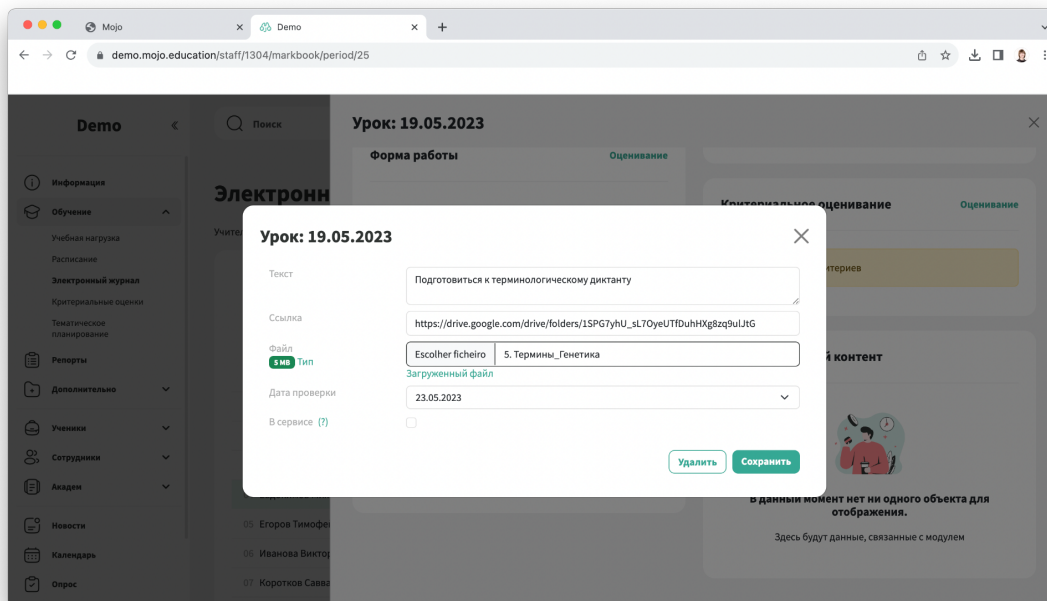 Mojo
Demo
demo.mojo.education/staff/1304/markbook/period/25
Demo
Поиск
Информация
Обучение
Учебная нагрузка
Расписание
Электронный журнал
Критериальные оценки
Тематическое
планирование
Репорты
Дополнительно
Ученики
Сотрудники
Академ
Новости
Календарь
Опрос
Электронн
Учител
05 Егоров Тимофе
06 Иванова Виктор
07 Коротков Савва
Урок: 19.05.2023
Форма работы
Оценивание
Критериальное оценивание
Оценивание
итериев
й контент
В данный момент нет ни одного объекта для
отображения.
Здесь будут данные, связанные с модулем
Урок: 19.05.2023
Текст
Подготовиться к терминологическому диктанту
Ссылка
https://drive.google.com/drive/folders/1SPG7yhU_sL7OyeUTfDuhHXg8zq9ulJtG
Файл
5 MB Тип
Escolher ficheiro 5. Термины_Генетика
Загруженный файл
Дата проверки
23.05.2023
В сервисе (?)
Удалить
Сохранить